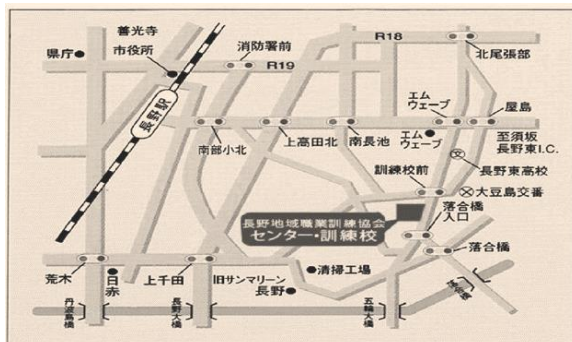 善光寺
市役所
県庁
消防署前
R18
R19
北尾張部
長野駅
南部小北
上高田北
南長池
エム
ウェーブ
エム
ウェーブ
屋島
至須坂
長野東I.C.
長野東高校
訓練校前
大豆島交番
長野地域職業訓練協会
センター・訓練校
落合橋
入口
落合橋
荒木
日赤
上千田
旧サンマリーン
長野
清掃工場
丹波島橋
長野大橋
五輪大橋
落合橋